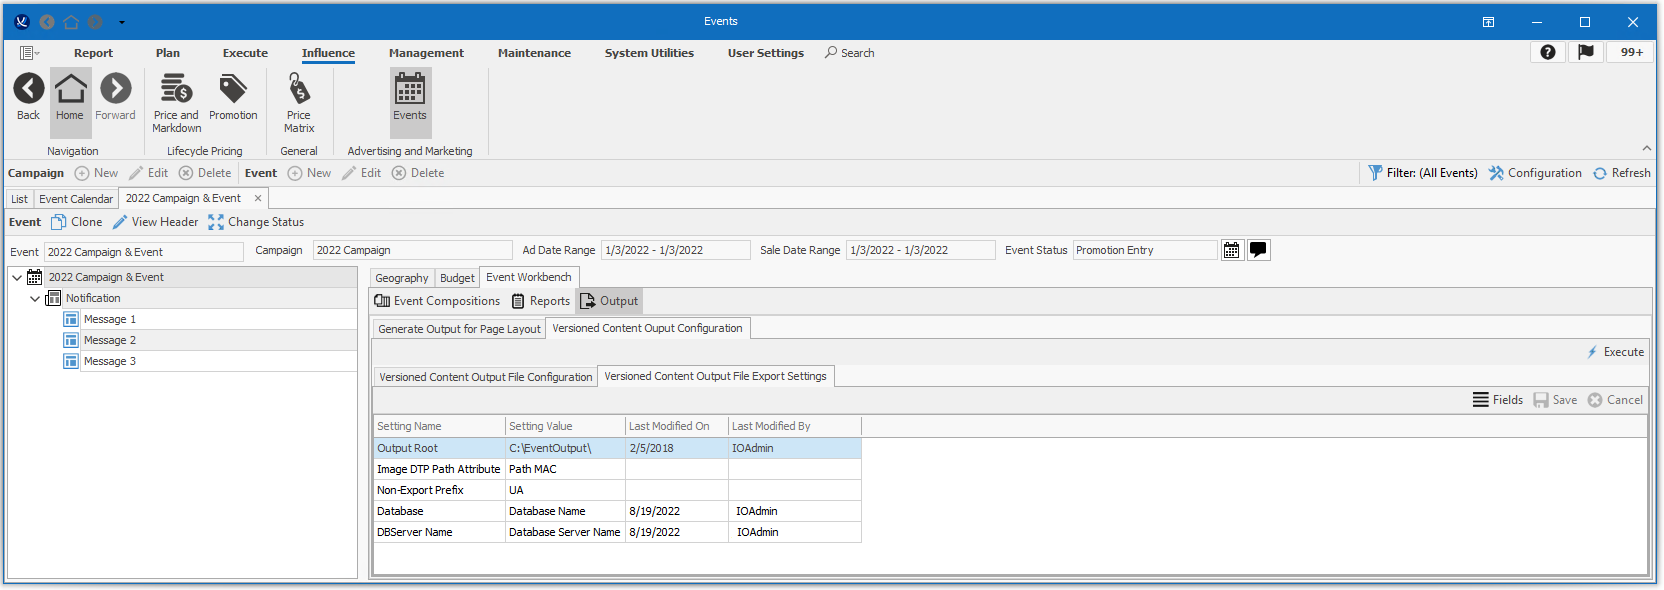 Events
Report Plan Execute Influence Management Maintenance System Utilities User Settings Search 99+
Back Home Forward Price and Markdown Promotion Price Matrix Events
Navigation Lifecycle Pricing General Advertising and Marketing
Campaign New Edit Delete Event New Edit Delete Filter: (All Events) Configuration Refresh
List Event Calendar 2022 Campaign & Event
Event Clone View Header Change Status
Event 2022 Campaign & Event Campaign 2022 Campaign Ad Date Range 1/3/2022 - 1/3/2022 Sale Date Range 1/3/2022 - 1/3/2022 Event Status Promotion Entry
2022 Campaign & Event
Notification
Message 1
Message 2
Message 3
Geography Budget Event Workbench
Event Compositions Reports Output
Generate Output for Page Layout Versioned Content Ouput Configuration
Execute
Versioned Content Output File Configuration Versioned Content Output File Export Settings
Fields Save Cancel
Setting Name Setting Value Last Modified On Last Modified By
Output Root C:\EventOutput\ 2/5/2018 IOAdmin
Image DTP Path Attribute Path MAC
Non-Export Prefix UA
Database Database Name 8/19/2022 IOAdmin
DBServer Name Database Server Name 8/19/2022 IOAdmin